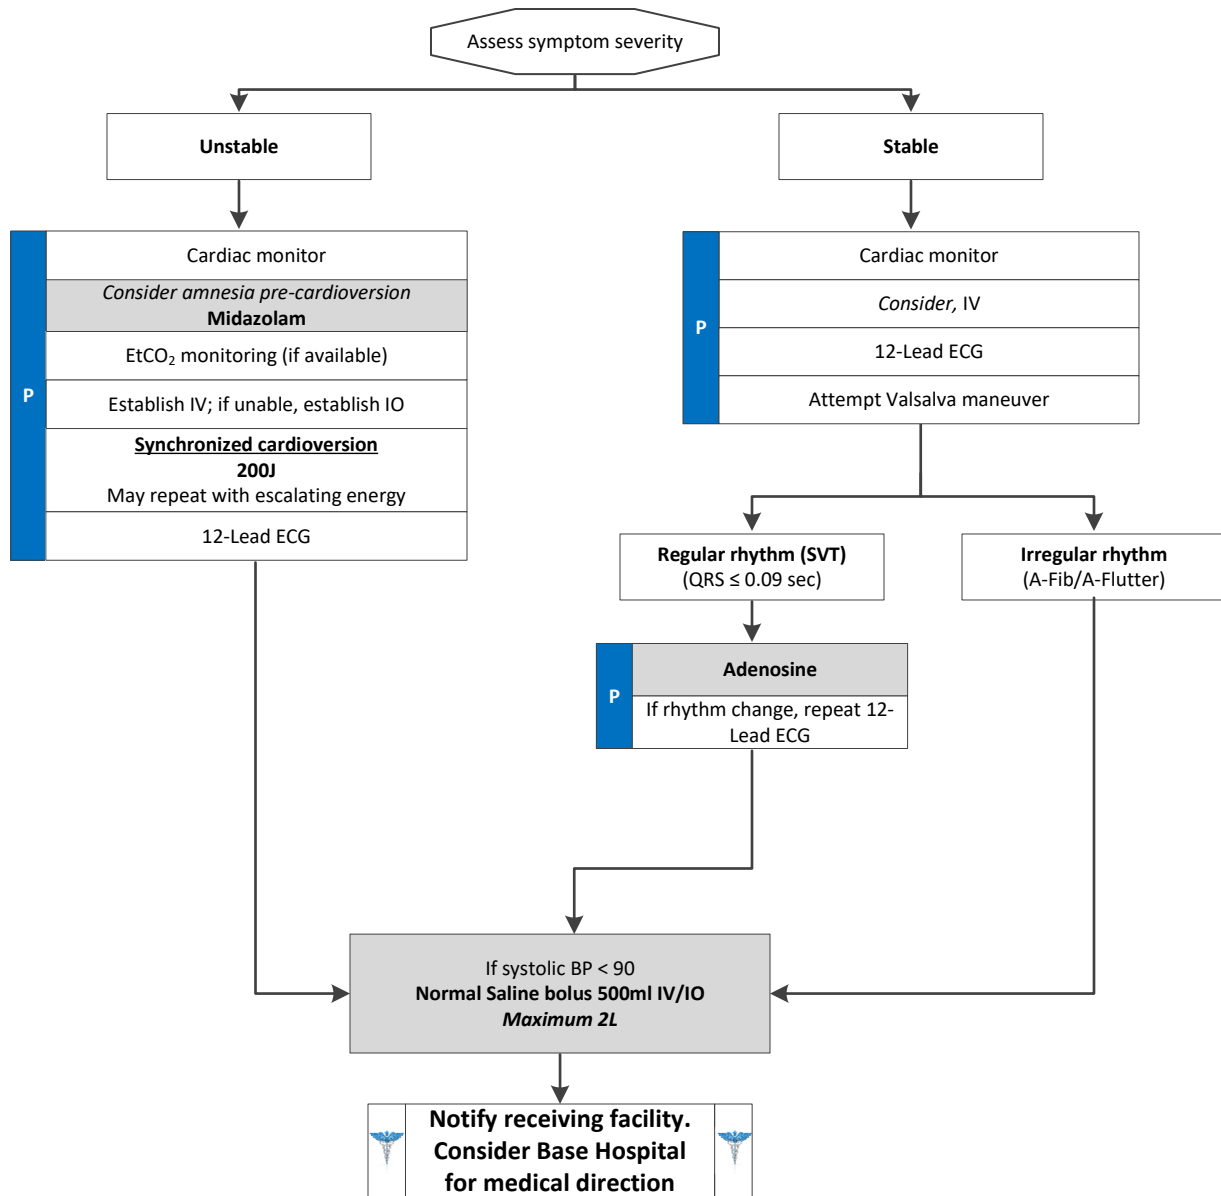 Assess symptom severity
Unstable
Stable
P
Cardiac monitor
Consider amnesia pre-cardioversion
Midazolam
EtCO₂ monitoring (if available)
Establish IV; if unable, establish IO
Synchronized cardioversion
200J
May repeat with escalating energy
12-Lead ECG
P
Cardiac monitor
Consider, IV
12-Lead ECG
Attempt Valsalva maneuver
Regular rhythm (SVT)
(QRS ≤ 0.09 sec)
Irregular rhythm
(A-Fib/A-Flutter)
P
Adenosine
If rhythm change, repeat 12-
Lead ECG
If systolic BP < 90
Normal Saline bolus 500ml IV/IO
Maximum 2L
Notify receiving facility.
Consider Base Hospital
for medical direction